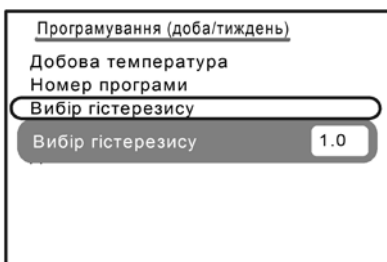 Програмування (доба/тиждень)
Добова температура
Номер програми
Вибір гістерезису
Вибір гістерезису 1.0